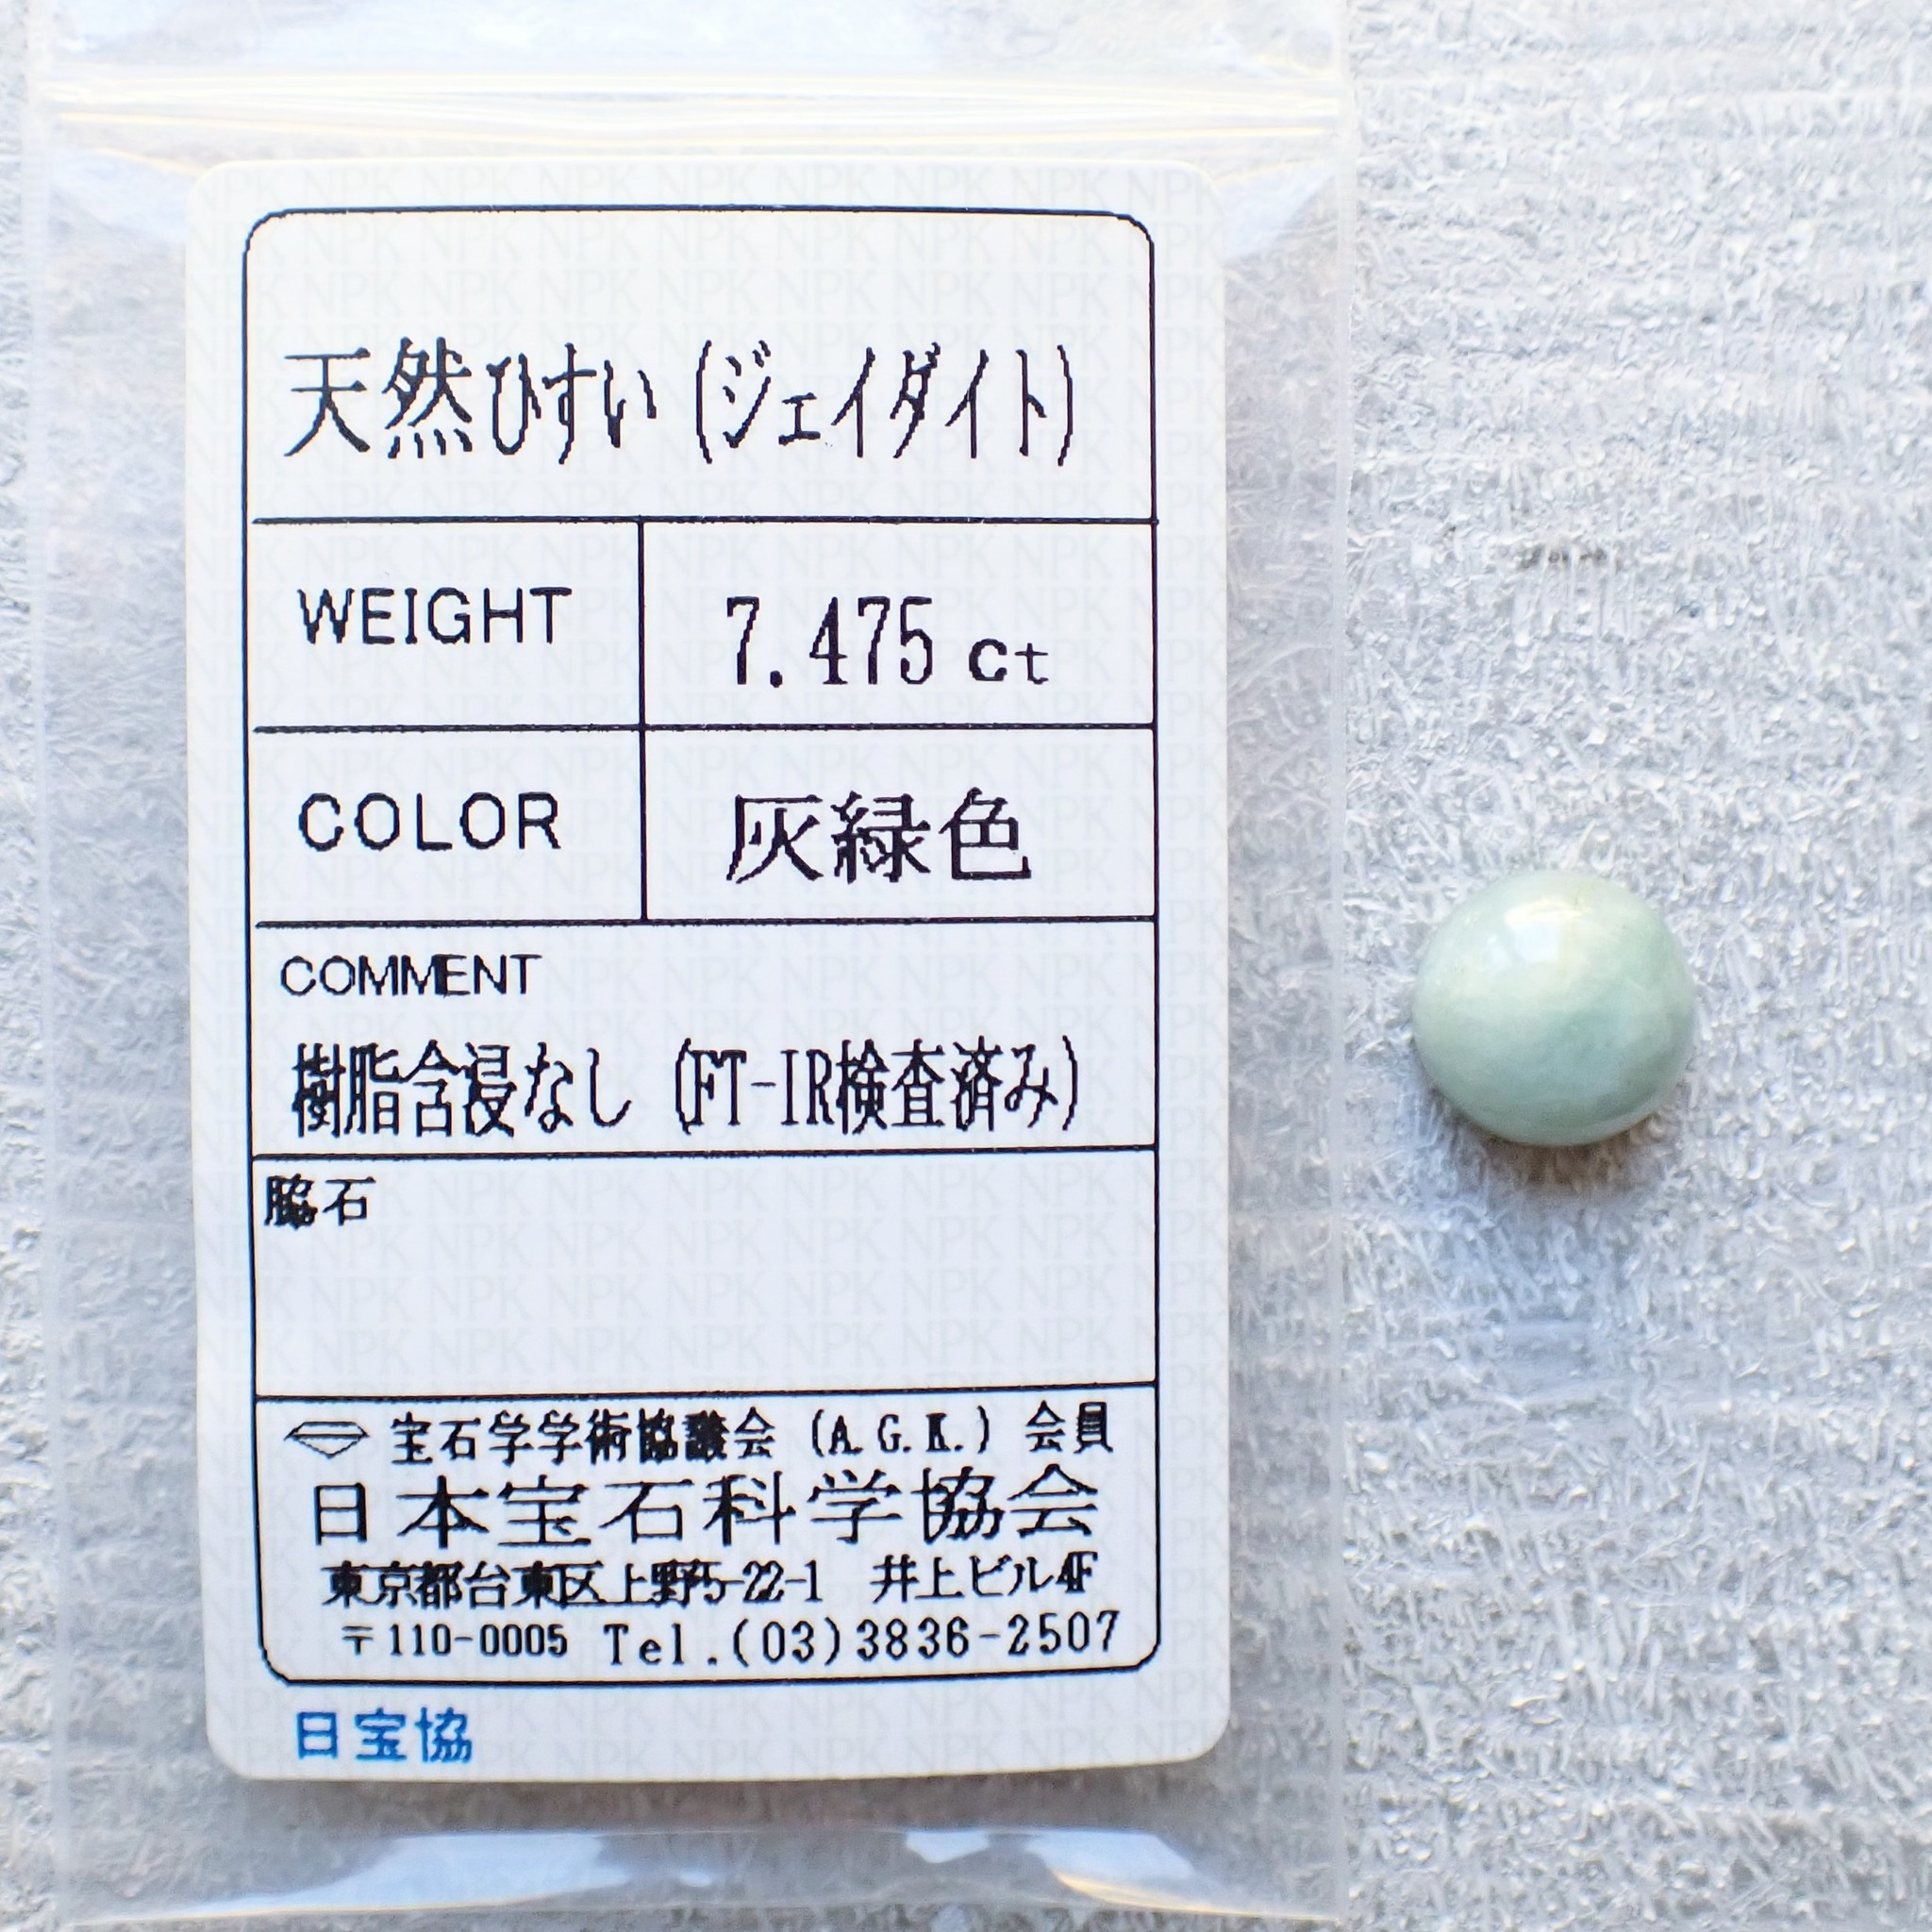 天然ひすい (ジェイダイト)
WEIGHT 7.475 ct
COLOR 灰緑色
COMMENT
樹脂含浸なし (FT-IR検査済み)
脇石
宝石学学術協議会 (A.G.K.) 会員
日本宝石科学協会
東京都台東区上野5-22-1 井上ビル4F
〒110-0005 Tel.(03)3836-2507
日宝協